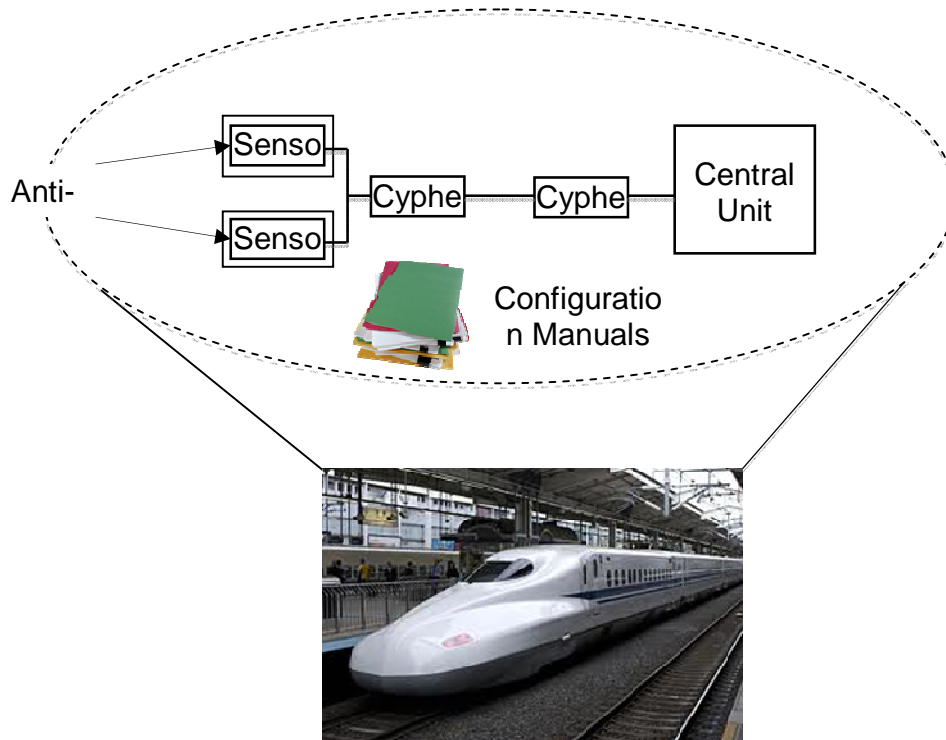 Senso
Anti-
Senso
Cyphe
Cyphe
Central
Unit
Configuratio
n Manuals